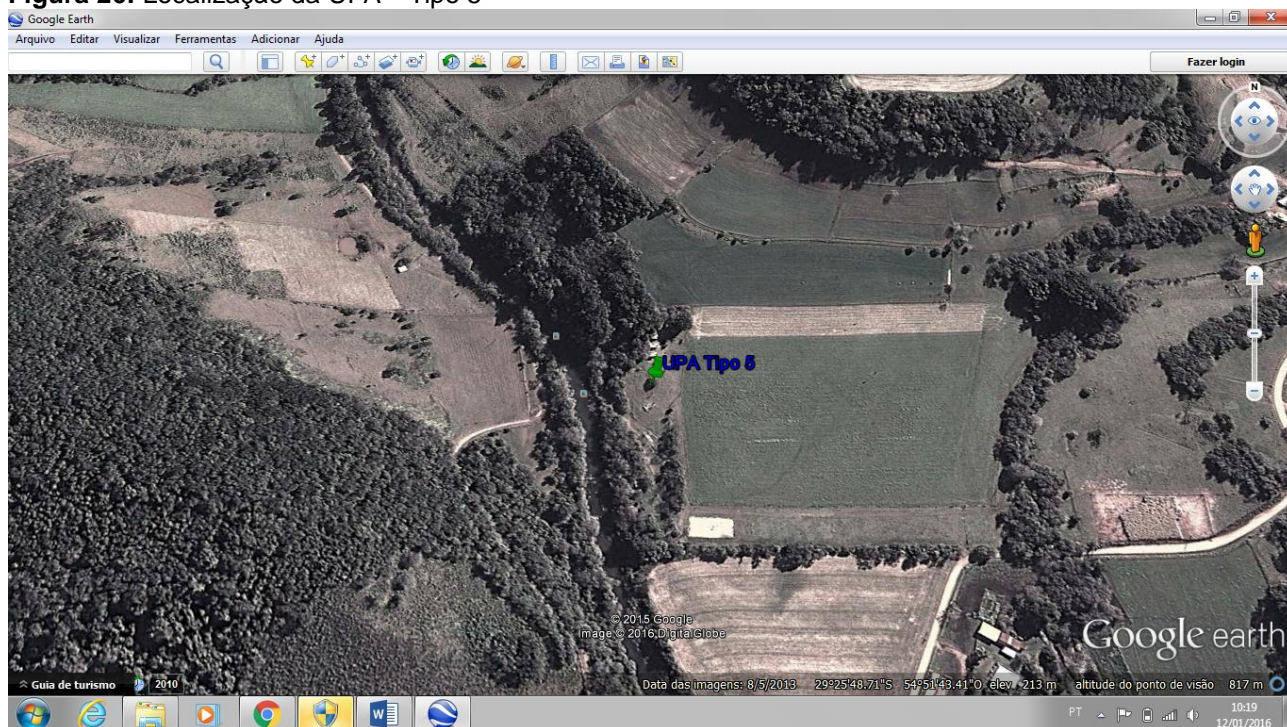 Figura 20: Localização da UPA – Tipo 5
Google Earth
Arquivo Editar Visualizar Ferramentas Adicionar Ajuda
Fazer login
N
UPA Tipo 5
© 2015 Google
Image © 2016 DigitalGlobe
Google earth
Guia de turismo 2010
Data das imagens: 8/5/2013 29°25'48.71"S 54°51'43.41"O elev 213 m altitude do ponto de visão 817 m
PT 10:19
12/01/2016